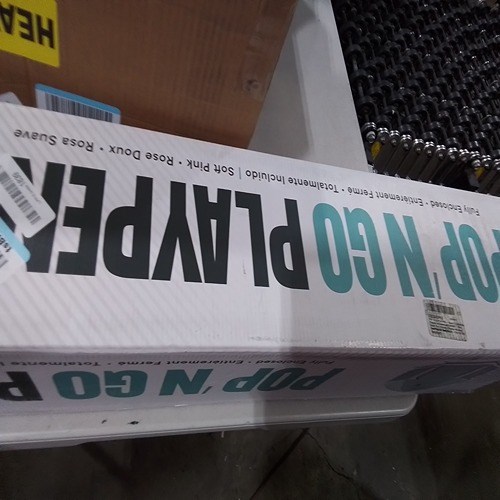 POP 'N GO PLAYPEN
Fully Enclosed • Entièrement Fermé • Totalmente Incluido | Soft Pink • Rose Doux • Rosa Suave
POP 'N GO P
Fully Enclosed • Entièrement Fermé • Totalmente
HEA